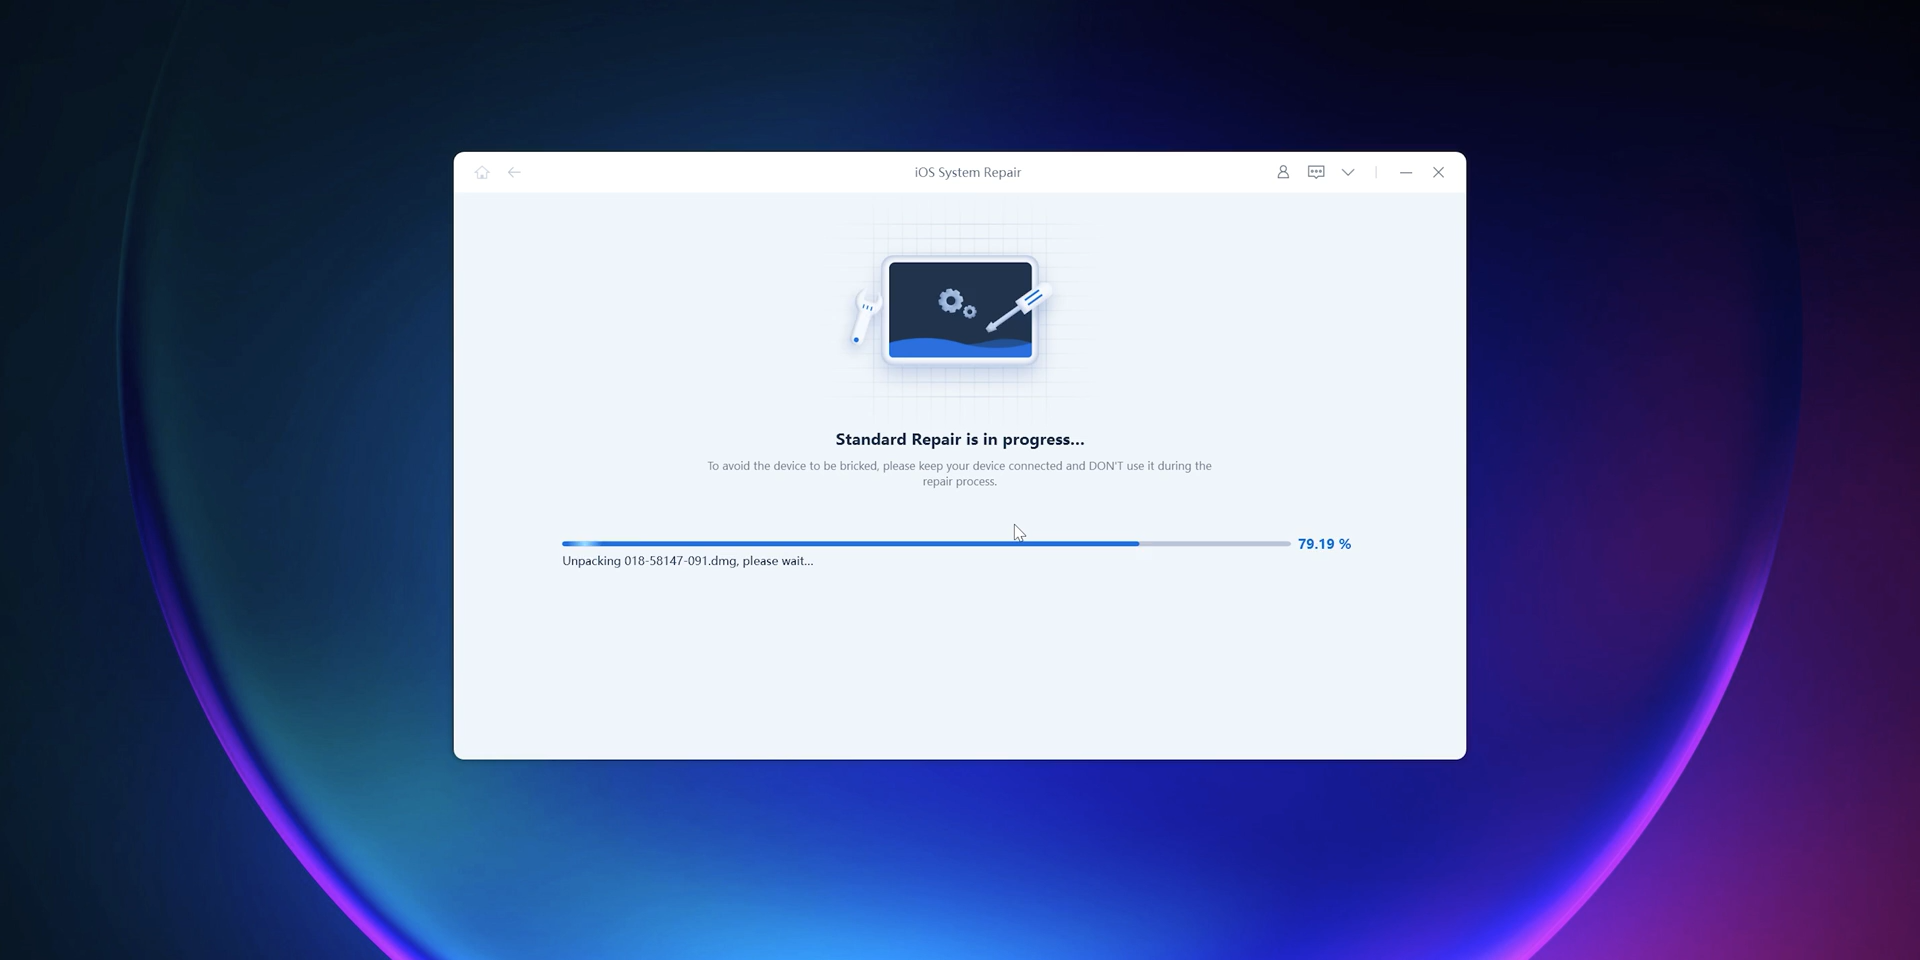 iOS System Repair
Standard Repair is in progress...
To avoid the device to be bricked, please keep your device connected and DON'T use it during the
repair process.
79.19 %
Unpacking 018-58147-091.dmg, please wait...